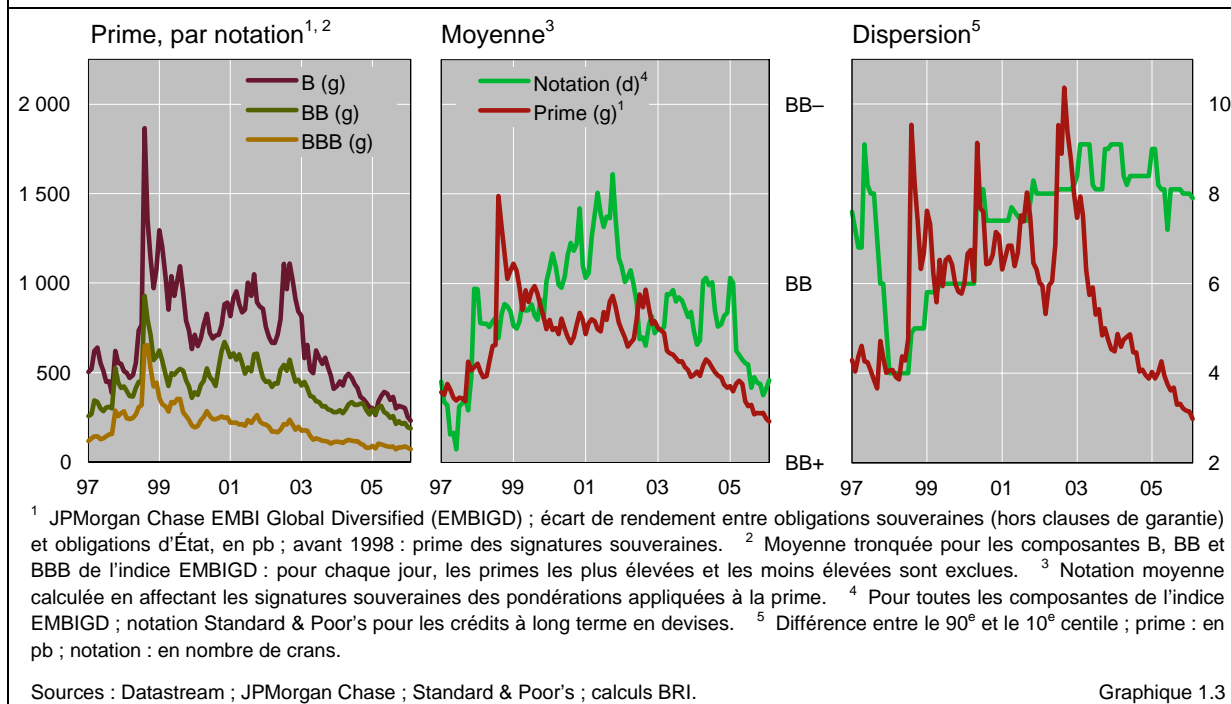 Prime, par notation1, 2
Moyenne3
Dispersion5
B (g)
BB (g)
BBB (g)
Notation (d)4
Prime (g)1
2 000
1 500
1 000
500
0
BB–
BB
BB+
10
8
6
4
2
97 99 01 03 05
97 99 01 03 05
97 99 01 03 05
1 JPMorgan Chase EMBI Global Diversified (EMBIGD) ; écart de rendement entre obligations souveraines (hors clauses de garantie)
et obligations d’État, en pb ; avant 1998 : prime des signatures souveraines. 2 Moyenne tronquée pour les composantes B, BB et
BBB de l’indice EMBIGD : pour chaque jour, les primes les plus élevées et les moins élevées sont exclues. 3 Notation moyenne
calculée en affectant les signatures souveraines des pondérations appliquées à la prime. 4 Pour toutes les composantes de l’indice
EMBIGD ; notation Standard & Poor’s pour les crédits à long terme en devises. 5 Différence entre le 90e et le 10e centile ; prime : en
pb ; notation : en nombre de crans.
Sources : Datastream ; JPMorgan Chase ; Standard & Poor’s ; calculs BRI.
Graphique 1.3